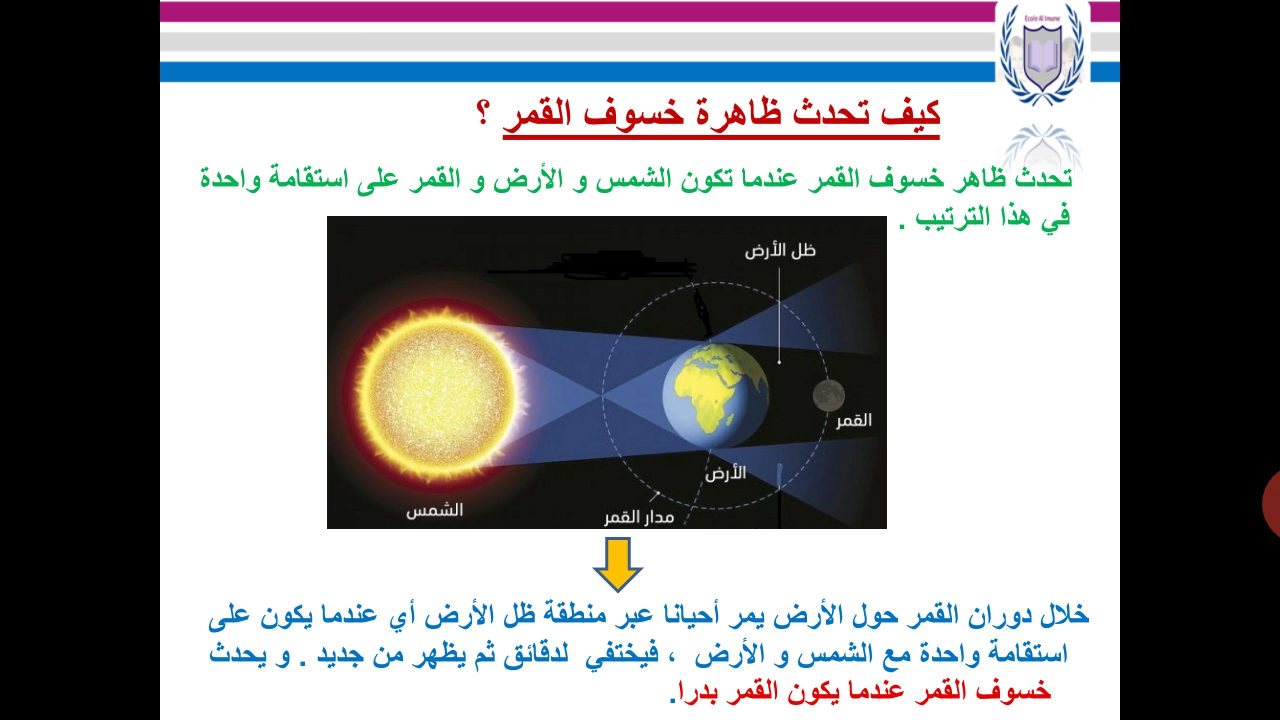 Ecole Al Imane
كيف تحدث ظاهرة خسوف القمر ؟
تحدث ظاهر خسوف القمر عندما تكون الشمس و الأرض و القمر على استقامة واحدة
في هذا الترتيب .
ظل الأرض
القمر
الأرض
الشمس
مدار القمر
خلال دوران القمر حول الأرض يمر أحيانا عبر منطقة ظل الأرض أي عندما يكون على
استقامة واحدة مع الشمس و الأرض ، فيختفي لدقائق ثم يظهر من جديد . و يحدث
خسوف القمر عندما يكون القمر بدرا.